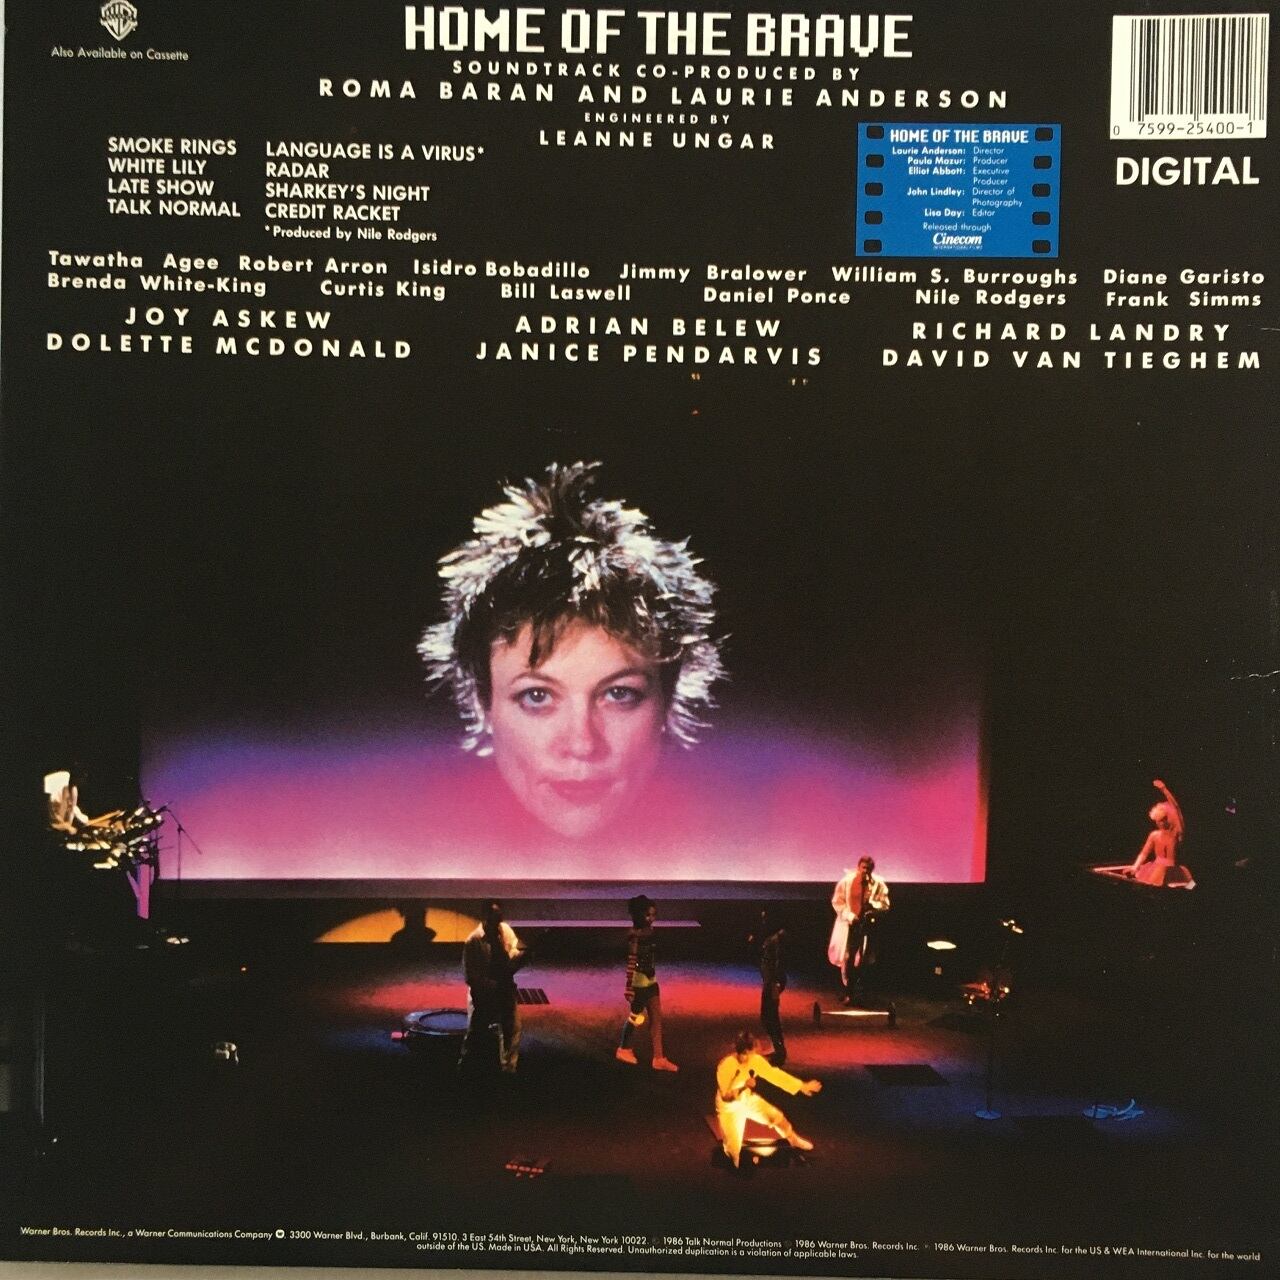 HOME OF THE BRAVE
Also Available on Cassette
SOUNDTRACK CO-PRODUCED BY
ROMA BARAN AND LAURIE ANDERSON
ENGINEERED BY
LEANNE UNGAR
0 7599-25400-1
DIGITAL
SMOKE RINGS
WHITE LILY
LATE SHOW
TALK NORMAL
LANGUAGE IS A VIRUS*
RADAR
SHARKEY'S NIGHT
CREDIT RACKET
*Produced by Nile Rodgers
HOME OF THE BRAVE
Laurie Anderson: Director
Paula Mazur: Producer
Elliot Abbott: Executive
Producer
John Lindley: Director of
Photography
Lisa Day: Editor
Released through
Cinecom
Tawatha Agee Robert Arron Isidro Bobadillo Jimmy Bralower William S. Burroughs Diane Garisto
Brenda White-King Curtis King Bill Laswell Daniel Ponce Nile Rodgers Frank Simms
JOY ASKEW ADRIAN BELEW RICHARD LANDRY
DOLETTE MCDONALD JANICE PENDARVIS DAVID VAN TIEGHEM
Warner Bros. Records Inc., a Warner Communications Company 3300 Warner Blvd., Burbank, Calif. 91510. 3 East 54th Street, New York, New York 10022. 1986 Talk Normal Productions 1986 Warner Bros. Records Inc. 1986 Warner Bros. Records Inc. for the US & WEA International Inc. for the world
outside of the US. Made in USA. All Rights Reserved. Unauthorized duplication is a violation of applicable laws.